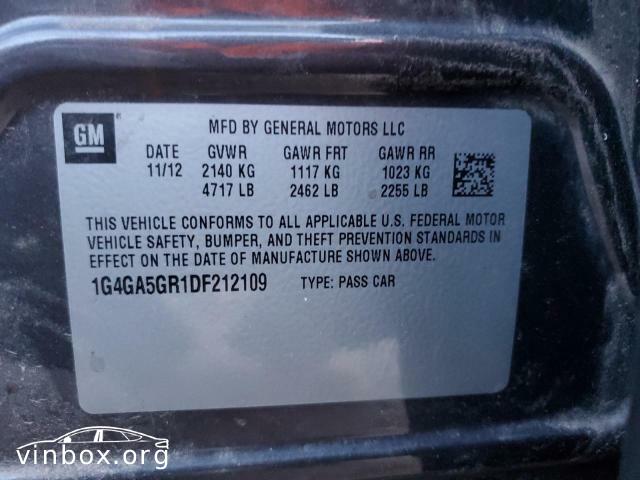 GM
MFD BY GENERAL MOTORS LLC
DATE GVWR GAWR FRT GAWR RR
11/12 2140 KG 1117 KG 1023 KG
4717 LB 2462 LB 2255 LB
THIS VEHICLE CONFORMS TO ALL APPLICABLE U.S. FEDERAL MOTOR
VEHICLE SAFETY, BUMPER, AND THEFT PREVENTION STANDARDS IN
EFFECT ON THE DATE OF MANUFACTURE SHOWN ABOVE.
1G4GA5GR1DF212109 TYPE: PASS CAR
vinbox.org